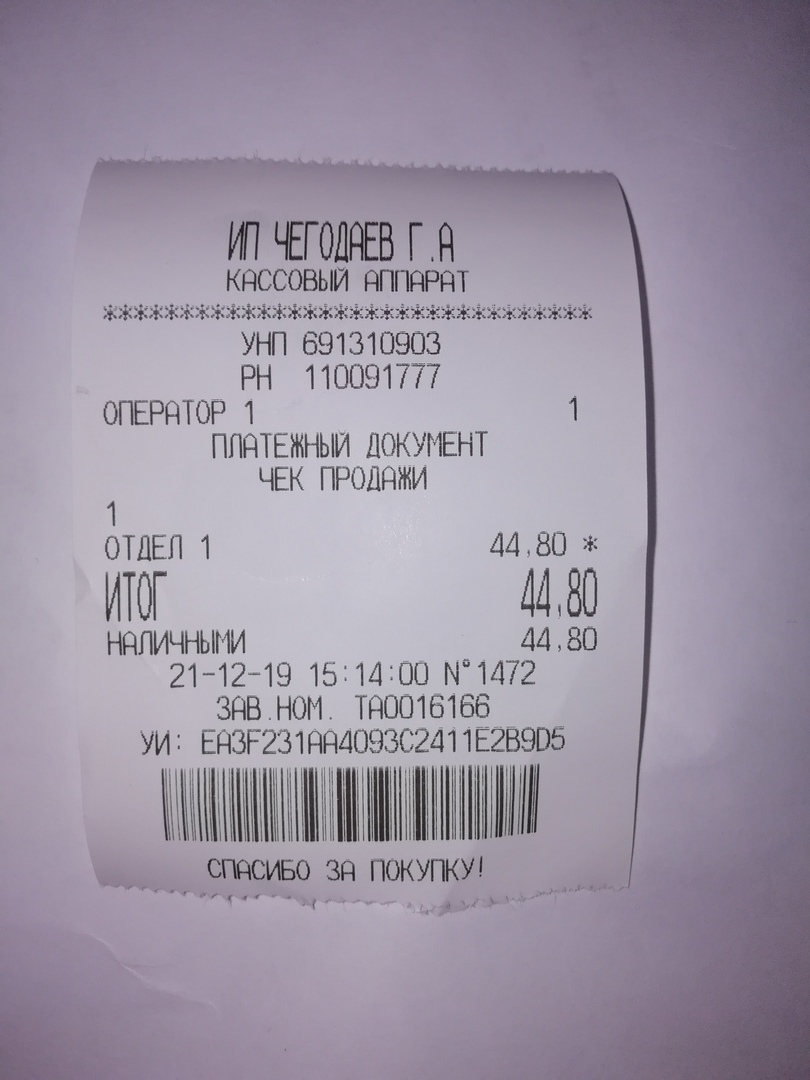 ИП ЧЕГОДАЕВ Г.А
КАССОВЫЙ АППАРАТ
********************************
УНП 691310903
РН 110091777
ОПЕРАТОР 1 1
ПЛАТЕЖНЫЙ ДОКУМЕНТ
ЧЕК ПРОДАЖИ
1
ОТДЕЛ 1 44,80 *
ИТОГ 44,80
НАЛИЧНЫМИ 44,80
21-12-19 15:14:00 N°1472
ЗАВ.НОМ. ТА0016166
УИ: EA3F231AA4093C2411E2B9D5
СПАСИБО ЗА ПОКУПКУ!